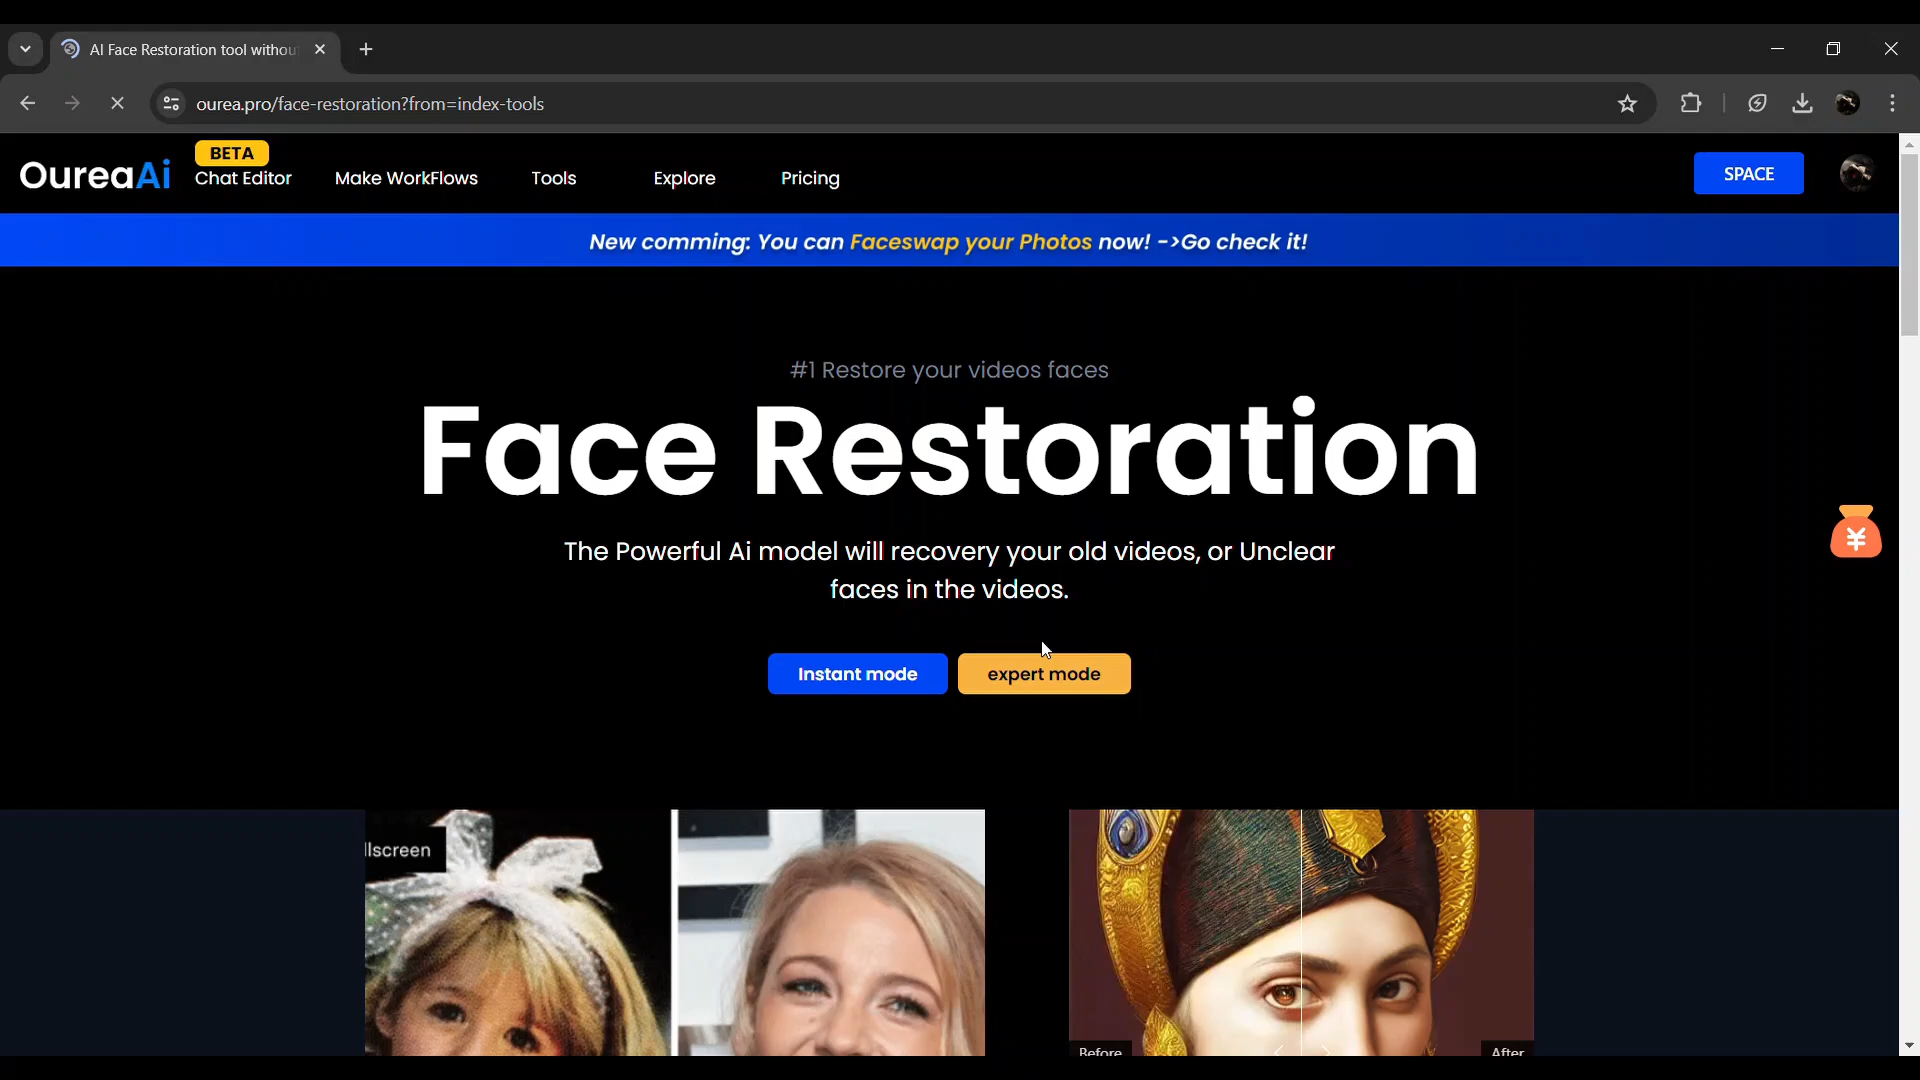 AI Face Restoration tool withou
ourea.pro/face-restoration?from=index-tools
OureaAi
BETA
Chat Editor
Make WorkFlows
Tools
Explore
Pricing
SPACE
New comming: You can Faceswap your Photos now! ->Go check it!
#1 Restore your videos faces
Face Restoration
The Powerful Ai model will recovery your old videos, or Unclear
faces in the videos.
Instant mode
expert mode
¥
llscreen
Before
After